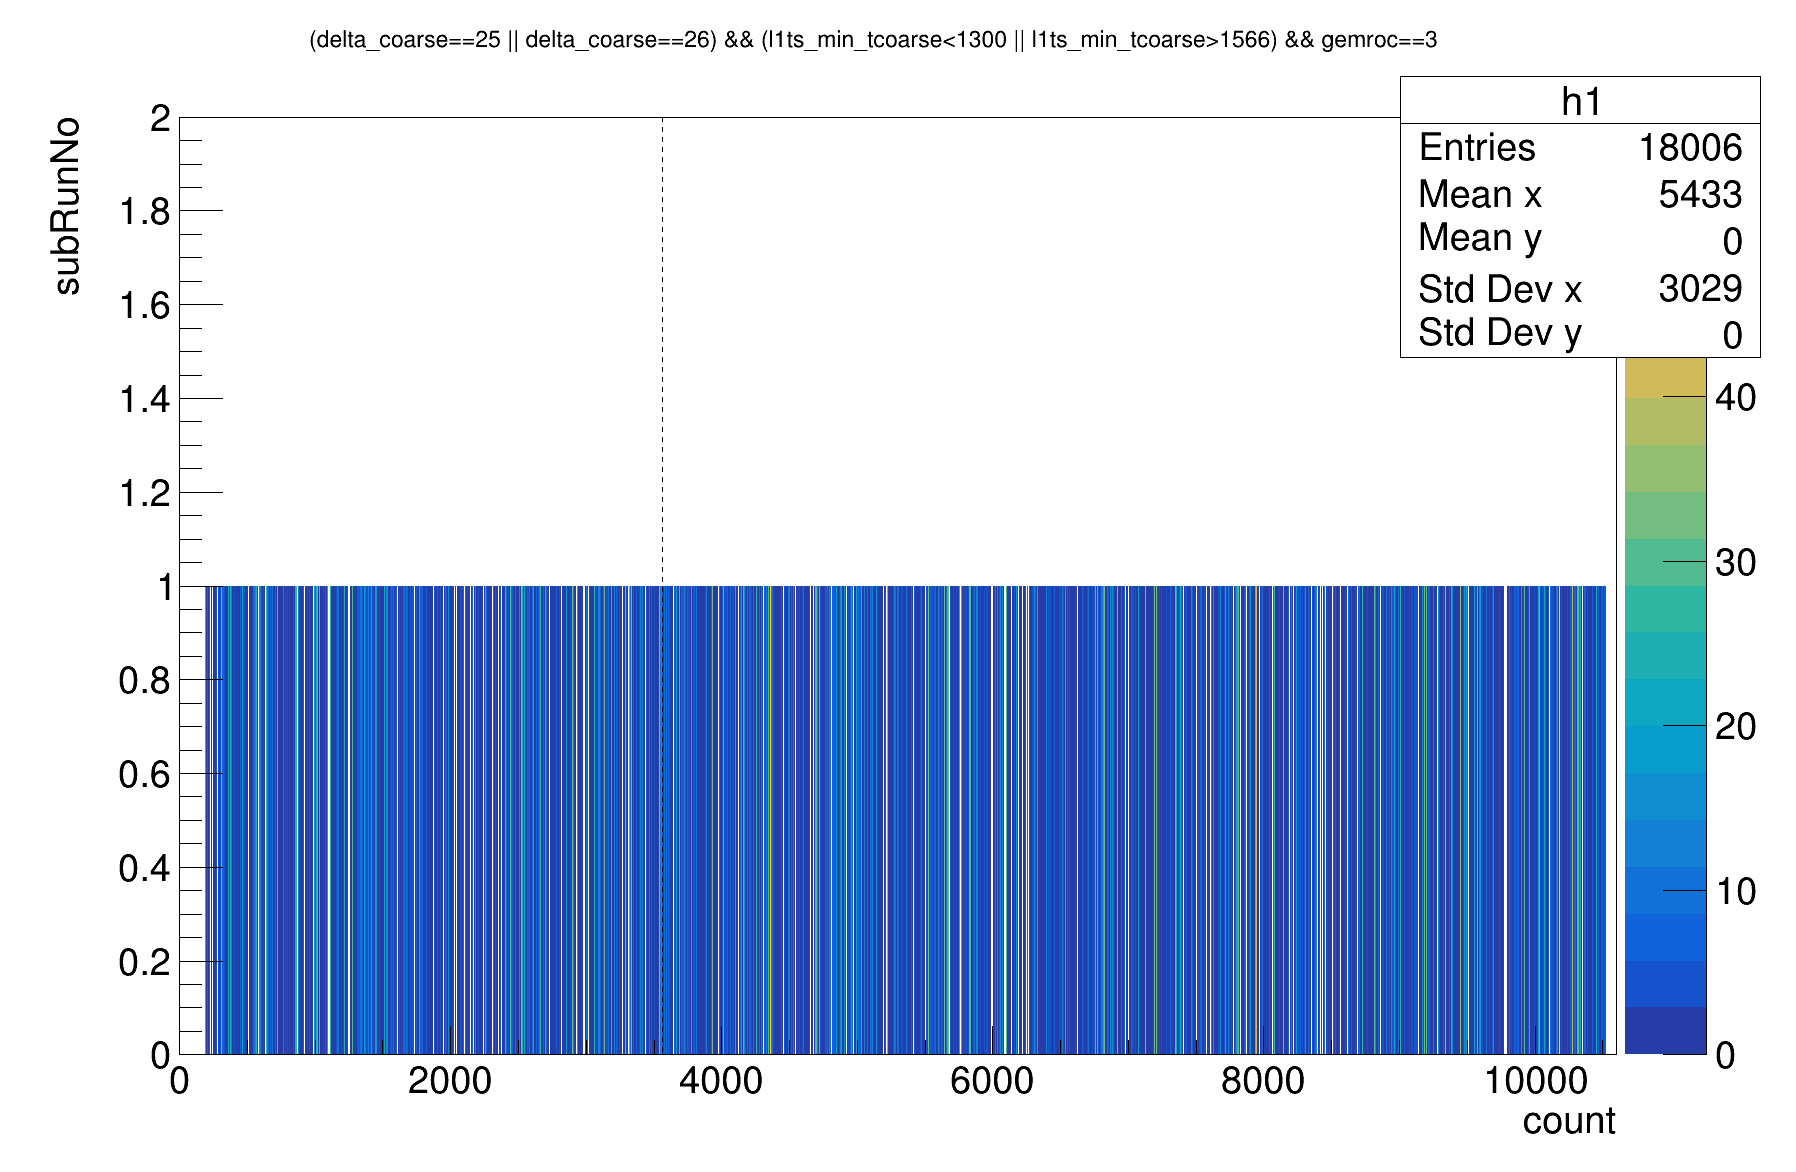 (delta_coarse==25 || delta_coarse==26) && (l1ts_min_tcoarse<1300 || l1ts_min_tcoarse>1566) && gemroc==3
h1
Entries 18006
Mean x 5433
Mean y 0
Std Dev x 3029
Std Dev y 0
subRunNo
2
1.8
1.6
1.4
1.2
1
0.8
0.6
0.4
0.2
0
40
30
20
10
0
0 2000 4000 6000 8000 10000
count